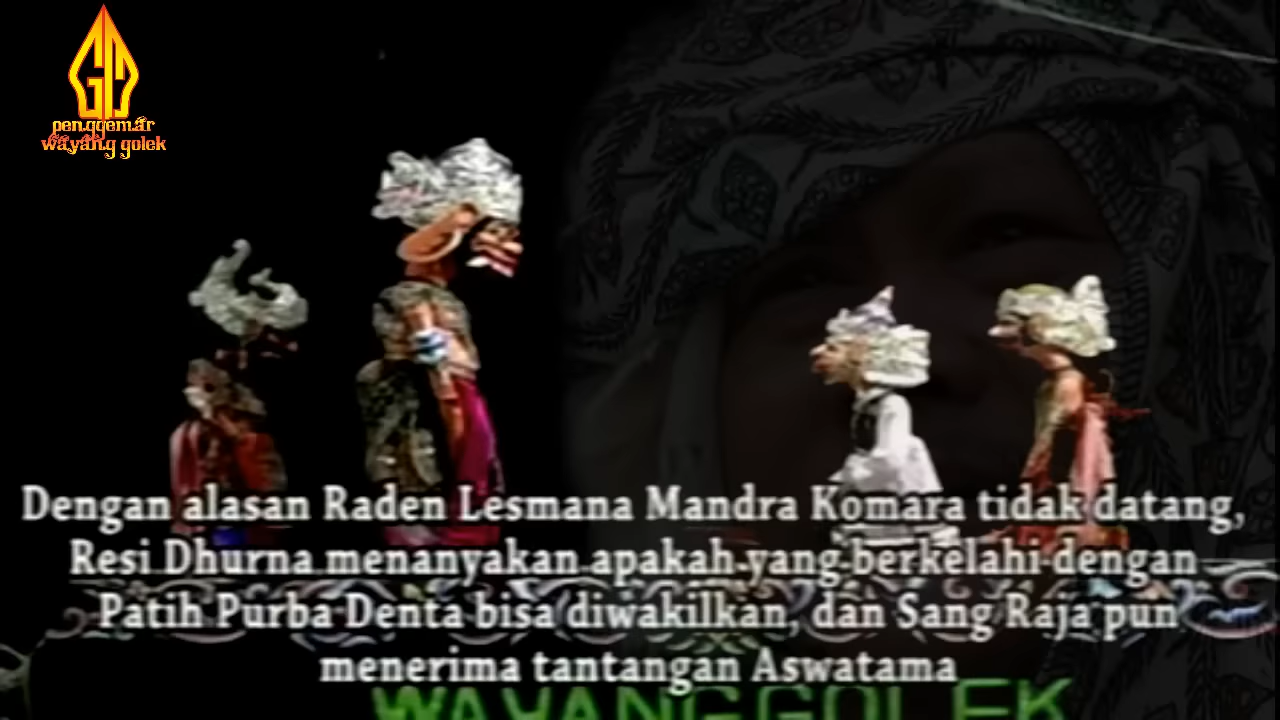 penggemar
wayang golek
Dengan alasan Raden Lesmana Mandra Komara tidak datang,
Resi Dhurna menanyakan apakah yang berkelahi dengan
Patih Purba Denta bisa diwakilkan, dan Sang Raja pun
menerima tantangan Aswatama
WAYANG GOLEK